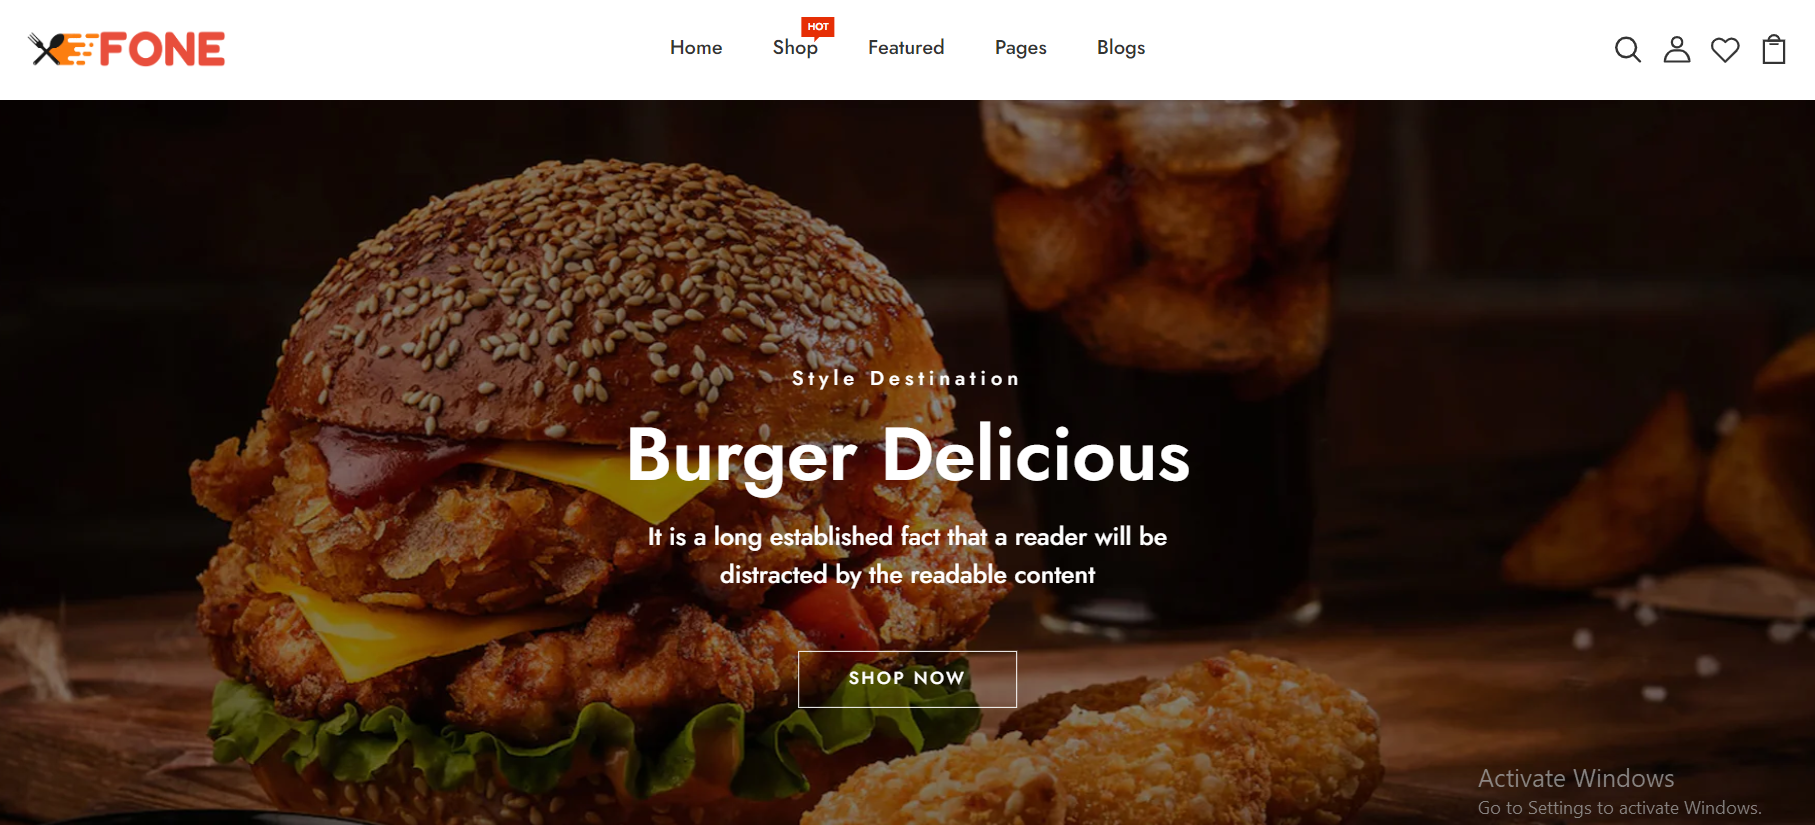 FONE
Home
Shop
HOT
Featured
Pages
Blogs
Style Destination
Burger Delicious
It is a long established fact that a reader will be
distracted by the readable content
SHOP NOW
Activate Windows
Go to Settings to activate Windows.